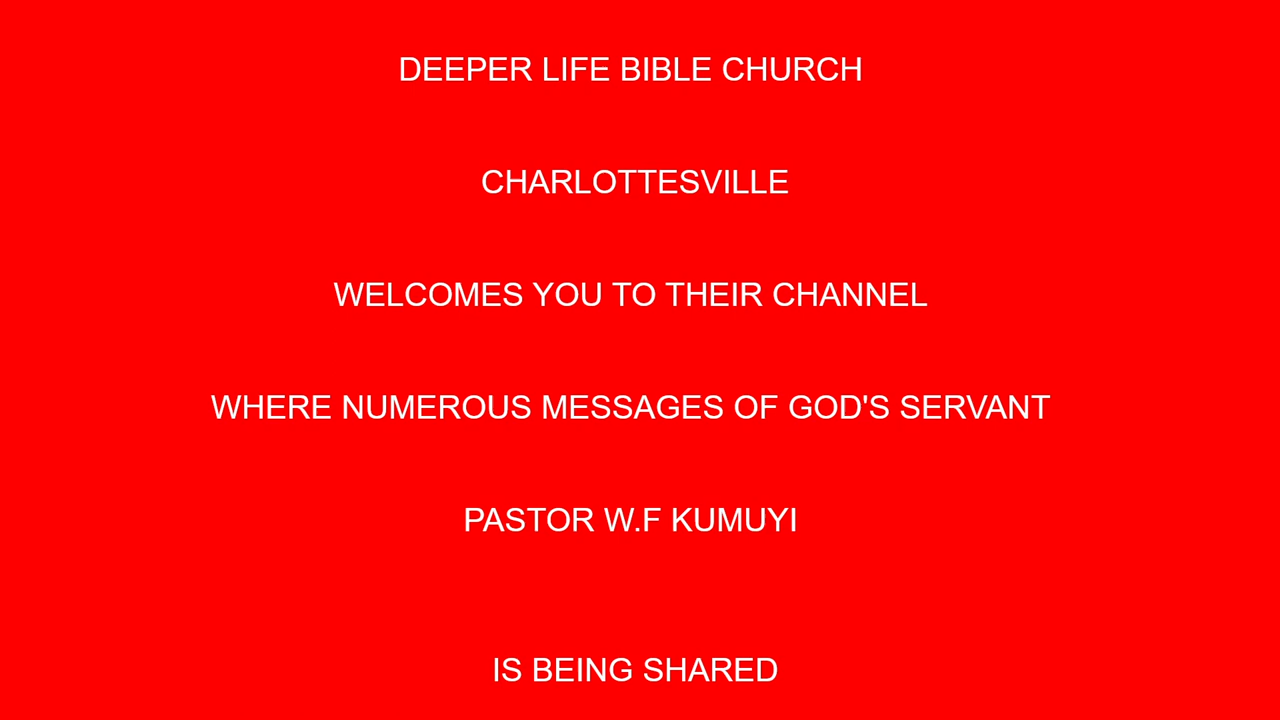 DEEPER LIFE BIBLE CHURCH
CHARLOTTESVILLE
WELCOMES YOU TO THEIR CHANNEL
WHERE NUMEROUS MESSAGES OF GOD'S SERVANT
PASTOR W.F KUMUYI
IS BEING SHARED